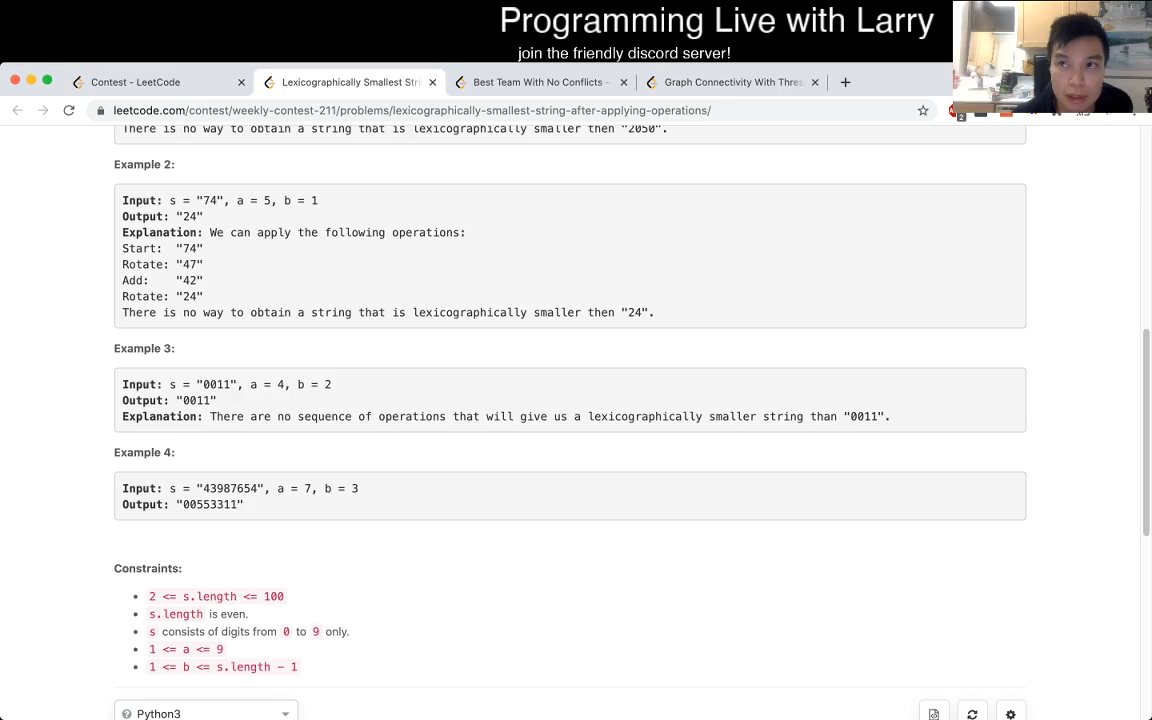 Programming Live with Larry
join the friendly discord server!
Contest - LeetCode
Lexicographically Smallest Stri
Best Team With No Conflicts -
Graph Connectivity With Thres
leetcode.com/contest/weekly-contest-211/problems/lexicographically-smallest-string-after-applying-operations/
2
There is no way to obtain a string that is lexicographically smaller then "2050".
Example 2:
Input: s = "74", a = 5, b = 1
Output: "24"
Explanation: We can apply the following operations:
Start: "74"
Rotate: "47"
Add: "42"
Rotate: "24"
There is no way to obtain a string that is lexicographically smaller then "24".
Example 3:
Input: s = "0011", a = 4, b = 2
Output: "0011"
Explanation: There are no sequence of operations that will give us a lexicographically smaller string than "0011".
Example 4:
Input: s = "43987654", a = 7, b = 3
Output: "00553311"
Constraints:
2 <= s.length <= 100
s.length is even.
s consists of digits from 0 to 9 only.
1 <= a <= 9
1 <= b <= s.length - 1
Python3